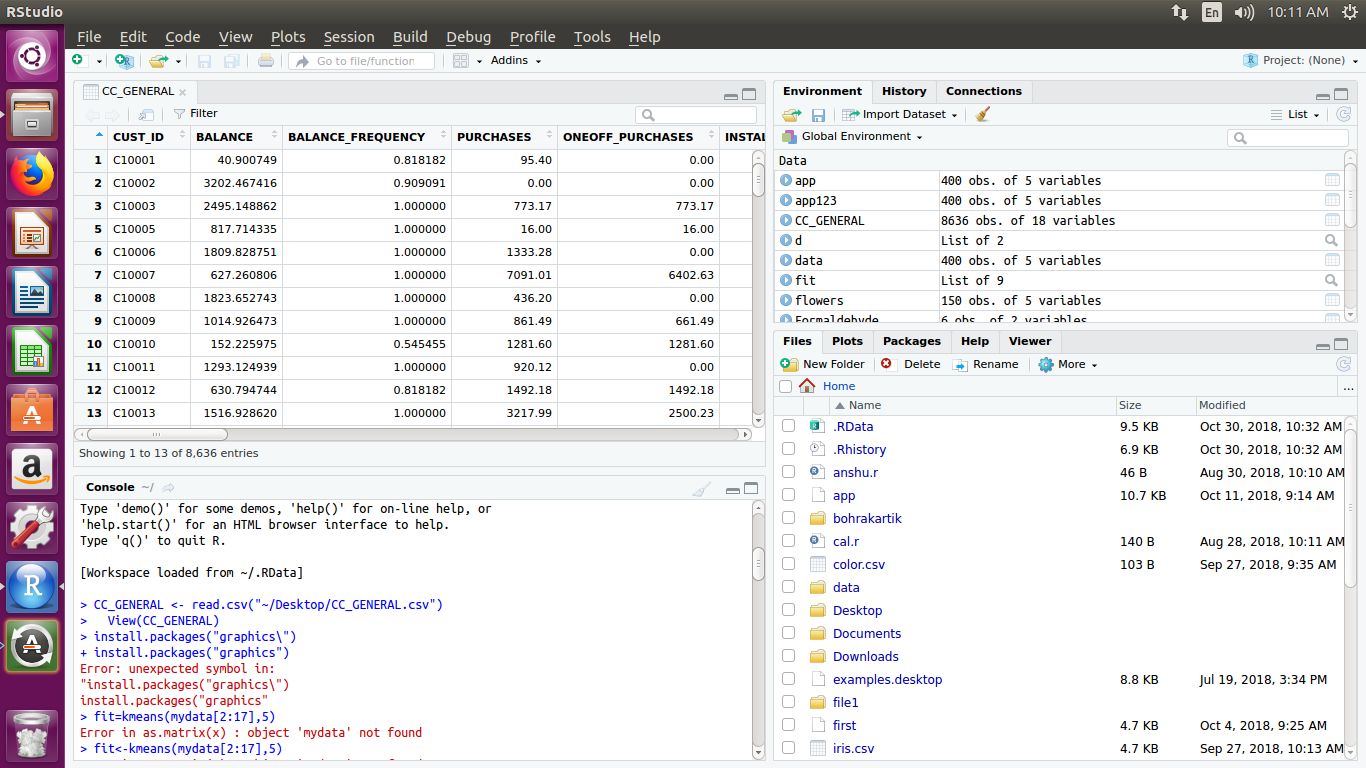 RStudio
En
10:11 AM
File Edit Code View Plots Session Build Debug Profile Tools Help
Go to file/function
Addins
Project: (None)
CC_GENERAL
Filter
CUST_ID BALANCE BALANCE_FREQUENCY PURCHASES ONEOFF_PURCHASES INSTAL
1 C10001 40.900749 0.818182 95.40 0.00
2 C10002 3202.467416 0.909091 0.00 0.00
3 C10003 2495.148862 1.000000 773.17 773.17
5 C10005 817.714335 1.000000 16.00 16.00
6 C10006 1809.828751 1.000000 1333.28 0.00
7 C10007 627.260806 1.000000 7091.01 6402.63
8 C10008 1823.652743 1.000000 436.20 0.00
9 C10009 1014.926473 1.000000 861.49 661.49
10 C10010 152.225975 0.545455 1281.60 1281.60
11 C10011 1293.124939 1.000000 920.12 0.00
12 C10012 630.794744 0.818182 1492.18 1492.18
13 C10013 1516.928620 1.000000 3217.99 2500.23
Showing 1 to 13 of 8,636 entries
Console ~/
Type 'demo()' for some demos, 'help()' for on-line help, or
'help.start()' for an HTML browser interface to help.
Type 'q()' to quit R.
[Workspace loaded from ~/.RData]
> CC_GENERAL <- read.csv("~/Desktop/CC_GENERAL.csv")
>   View(CC_GENERAL)
> install.packages("graphics\")
+ install.packages("graphics")
Error: unexpected symbol in:
"install.packages("graphics\")
install.packages("graphics"
> fit=kmeans(mydata[2:17],5)
Error in as.matrix(x) : object 'mydata' not found
> fit<-kmeans(mydata[2:17],5)
Environment History Connections
Import Dataset
List
Global Environment
Data
app 400 obs. of 5 variables
app123 400 obs. of 5 variables
CC_GENERAL 8636 obs. of 18 variables
d List of 2
data 400 obs. of 5 variables
fit List of 9
flowers 150 obs. of 5 variables
Formaldehyde 6 obs. of 2 variables
Files Plots Packages Help Viewer
New Folder Delete Rename More
Home ...
Name Size Modified
.RData 9.5 KB Oct 30, 2018, 10:32 AM
.Rhistory 6.9 KB Oct 30, 2018, 10:32 AM
anshu.r 46 B Aug 30, 2018, 10:10 AM
app 10.7 KB Oct 11, 2018, 9:14 AM
bohrakartik
cal.r 140 B Aug 28, 2018, 10:11 AM
color.csv 103 B Sep 27, 2018, 9:35 AM
data
Desktop
Documents
Downloads
examples.desktop 8.8 KB Jul 19, 2018, 3:34 PM
file1
first 4.7 KB Oct 4, 2018, 9:25 AM
iris.csv 4.7 KB Sep 27, 2018, 10:13 AM